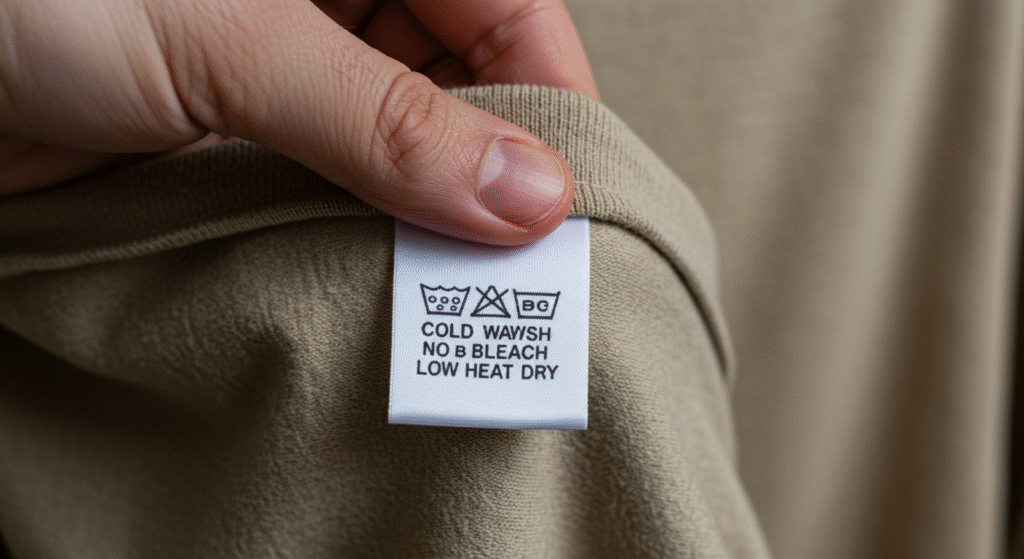 BG
COLD WAWSH
NO B BLEACH
LOW HEAT DRY